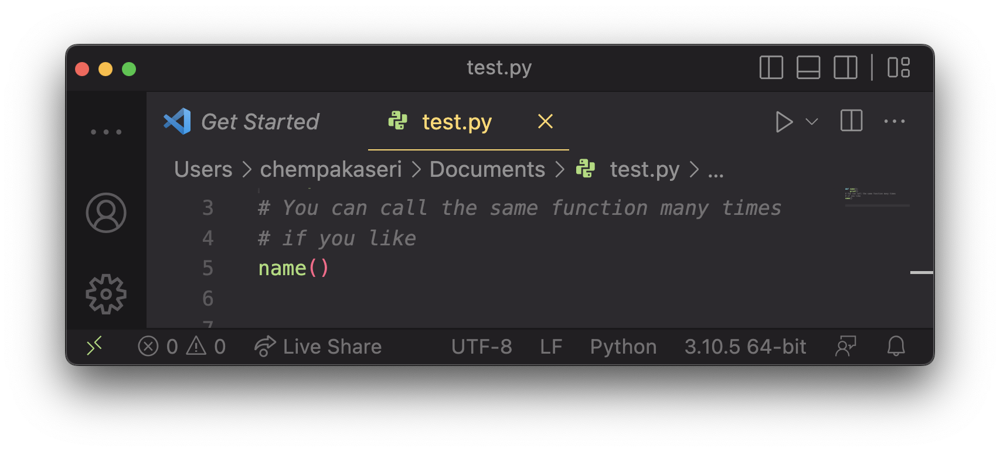 test.py
Get Started test.py
Users > chempakaseri > Documents > test.py > ...
3 # You can call the same function many times
4 # if you like
5 name()
6
7
0 0 Live Share UTF-8 LF Python 3.10.5 64-bit